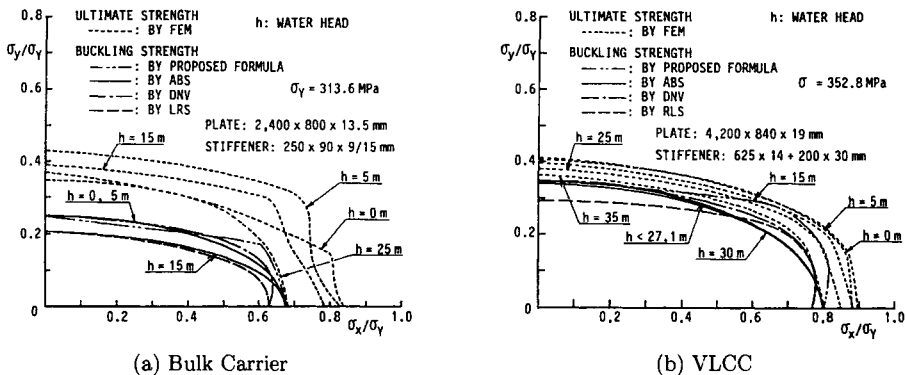 ULTIMATE STRENGTH
h: WATER HEAD
-----: BY FEM
σy/σY
0.8
BUCKLING STRENGTH
: BY PROPOSED FORMULA
: BY ABS
: BY DNV
: BY LRS
σY = 313.6 MPa
0.6
PLATE: 2,400 x 800 x 13.5 mm
STIFFENER: 250 x 90 x 9/15 mm
h = 15 m
0.4
h = 5 m
h = 0 m
h = 0, 5 m
0.2
h = 25 m
h = 15 m
0
0.2
0.4
0.6
0.8
1.0
σx/σY
(a) Bulk Carrier
ULTIMATE STRENGTH
h: WATER HEAD
-----: BY FEM
σy/σY
0.8
BUCKLING STRENGTH
: BY PROPOSED FORMULA
: BY ABS
: BY DNV
: BY RLS
σ = 352.8 MPa
0.6
PLATE: 4,200 x 840 x 19 mm
STIFFENER: 625 x 14 + 200 x 30 mm
h = 25 m
0.4
h = 15 m
h = 5 m
h = 35 m
h = 0 m
0.2
h < 27,1 m
h = 30 m
0
0.2
0.4
0.6
0.8
1.0
σx/σY
(b) VLCC